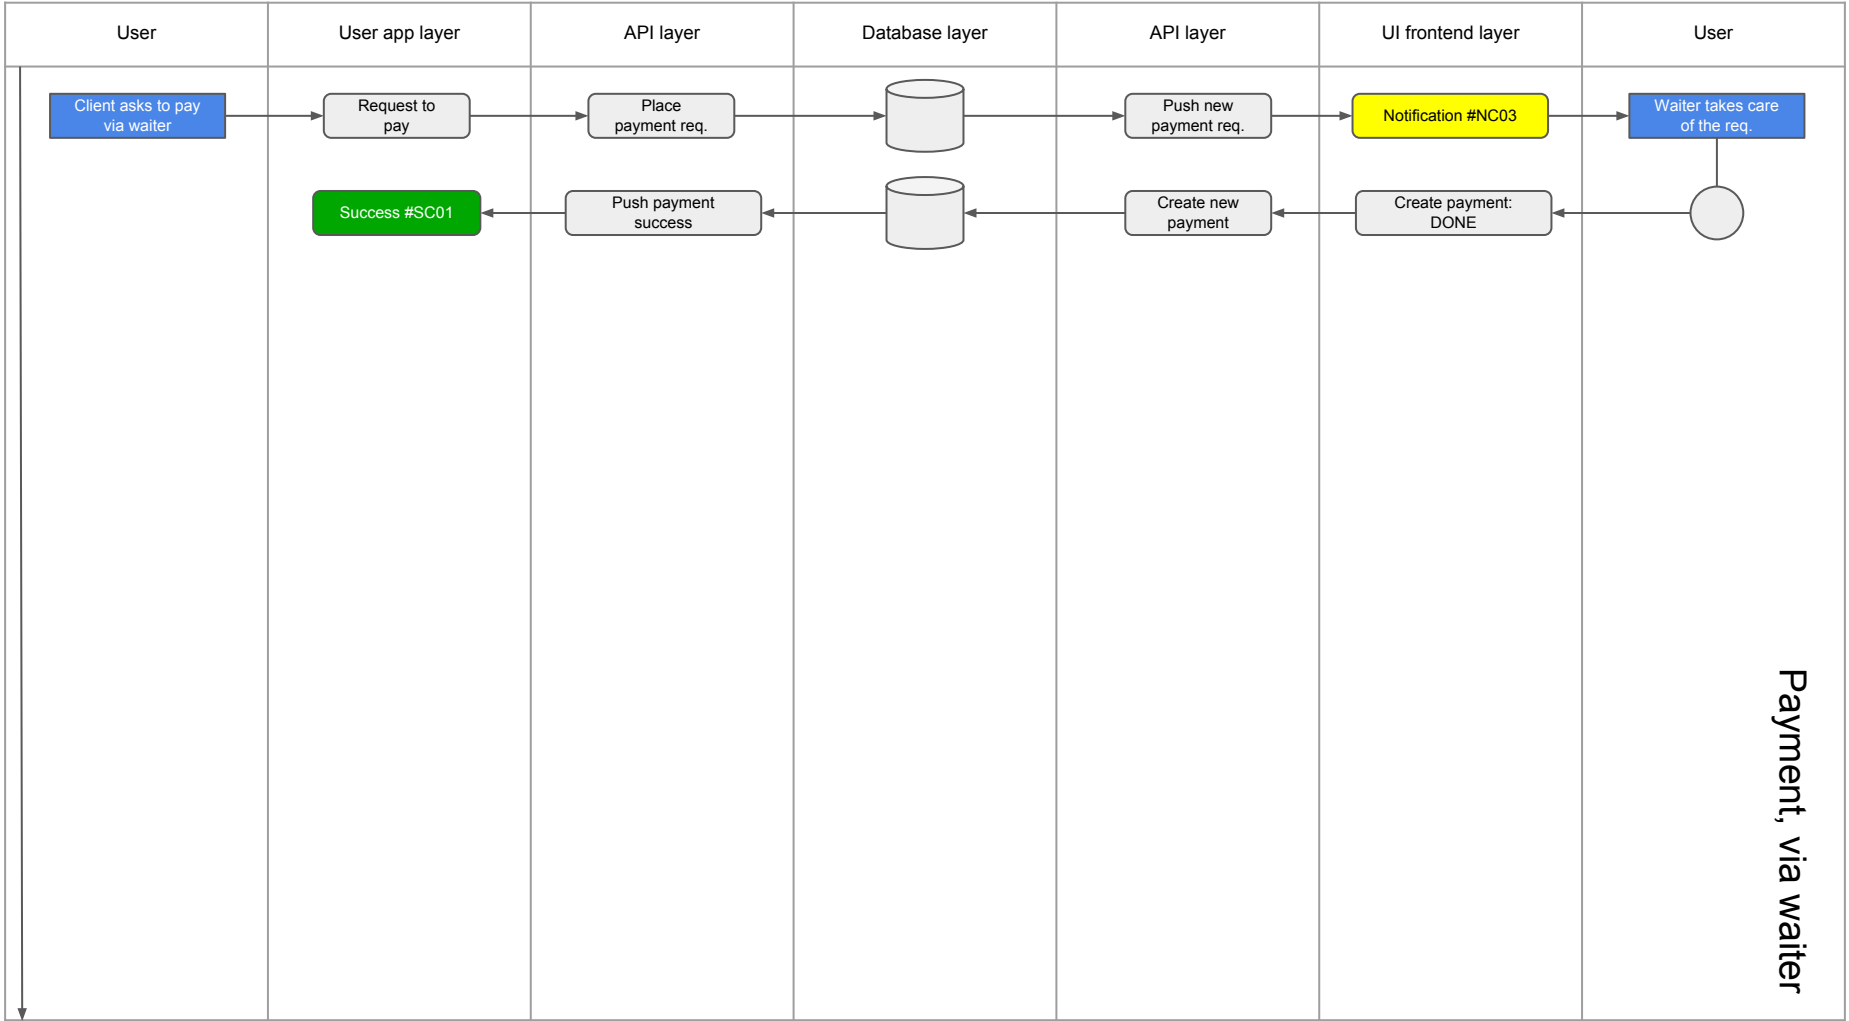 User
User app layer
API layer
Database layer
API layer
UI frontend layer
User
Client asks to pay
via waiter
Request to
pay
Place
payment req.
Push new
payment req.
Notification #NC03
Waiter takes care
of the req.
Success #SC01
Push payment
success
Create new
payment
Create payment:
DONE
Payment, via waiter